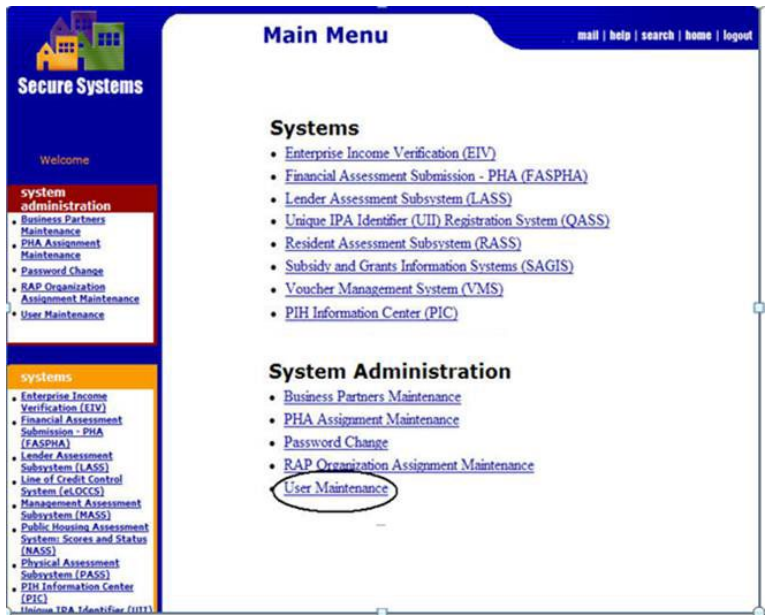 Main Menu
mail | help | search | home | logout
Secure Systems
Welcome
system
administration
Business Partners
Maintenance
PHA Assignment
Maintenance
Password Change
RAP Organization
Assignment Maintenance
User Maintenance
systems
Enterprise Income
Verification (EIV)
Financial Assessment
Submission - PHA
(FASPHA)
Lender Assessment
Subsystem (LASS)
Line of Credit Control
System (eLOCCS)
Management Assessment
Subsystem (MASS)
Public Housing Assessment
System: Scores and Status
(NASS)
Physical Assessment
Subsystem (PASS)
PIH Information Center
(PIC)
Unique IPA Identifier (UII)
Systems
Enterprise Income Verification (EIV)
Financial Assessment Submission - PHA (FASPHA)
Lender Assessment Subsystem (LASS)
Unique IPA Identifier (UII) Registration System (QASS)
Resident Assessment Subsystem (RASS)
Subsidy and Grants Information Systems (SAGIS)
Voucher Management System (VMS)
PIH Information Center (PIC)
System Administration
Business Partners Maintenance
PHA Assignment Maintenance
Password Change
RAP Organization Assignment Maintenance
User Maintenance